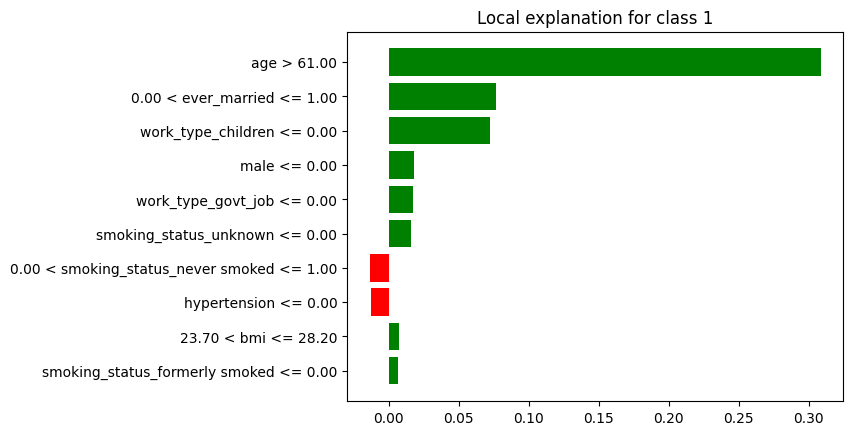 Local explanation for class 1
age > 61.00
0.00 < ever_married <= 1.00
work_type_children <= 0.00
male <= 0.00
work_type_govt_job <= 0.00
smoking_status_unknown <= 0.00
0.00 < smoking_status_never smoked <= 1.00
hypertension <= 0.00
23.70 < bmi <= 28.20
smoking_status_formerly smoked <= 0.00
0.00 0.05 0.10 0.15 0.20 0.25 0.30